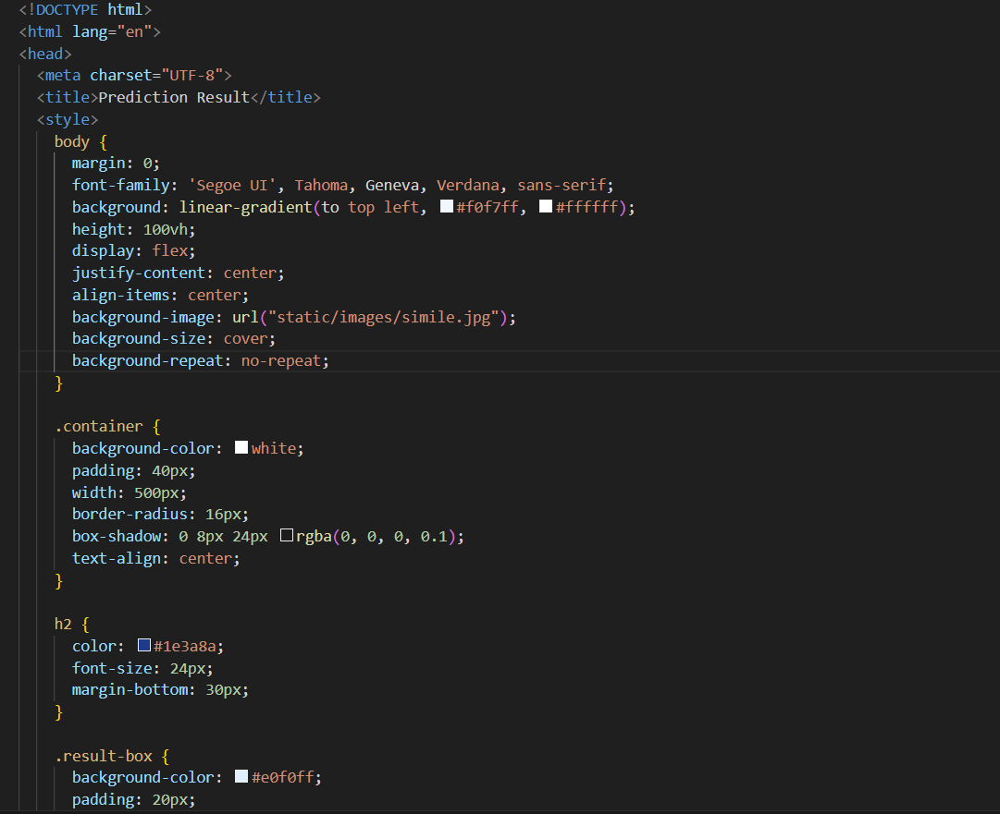 <!DOCTYPE html>
<html lang="en">
<head>
<meta charset="UTF-8">
<title>Prediction Result</title>
<style>
body {
margin: 0;
font-family: 'Segoe UI', Tahoma, Geneva, Verdana, sans-serif;
background: linear-gradient(to top left, #f0f7ff, #ffffff);
height: 100vh;
display: flex;
justify-content: center;
align-items: center;
background-image: url("static/images/simile.jpg");
background-size: cover;
background-repeat: no-repeat;
}
.container {
background-color: white;
padding: 40px;
width: 500px;
border-radius: 16px;
box-shadow: 0 8px 24px rgba(0, 0, 0, 0.1);
text-align: center;
}
h2 {
color: #1e3a8a;
font-size: 24px;
margin-bottom: 30px;
}
.result-box {
background-color: #e0f0ff;
padding: 20px;